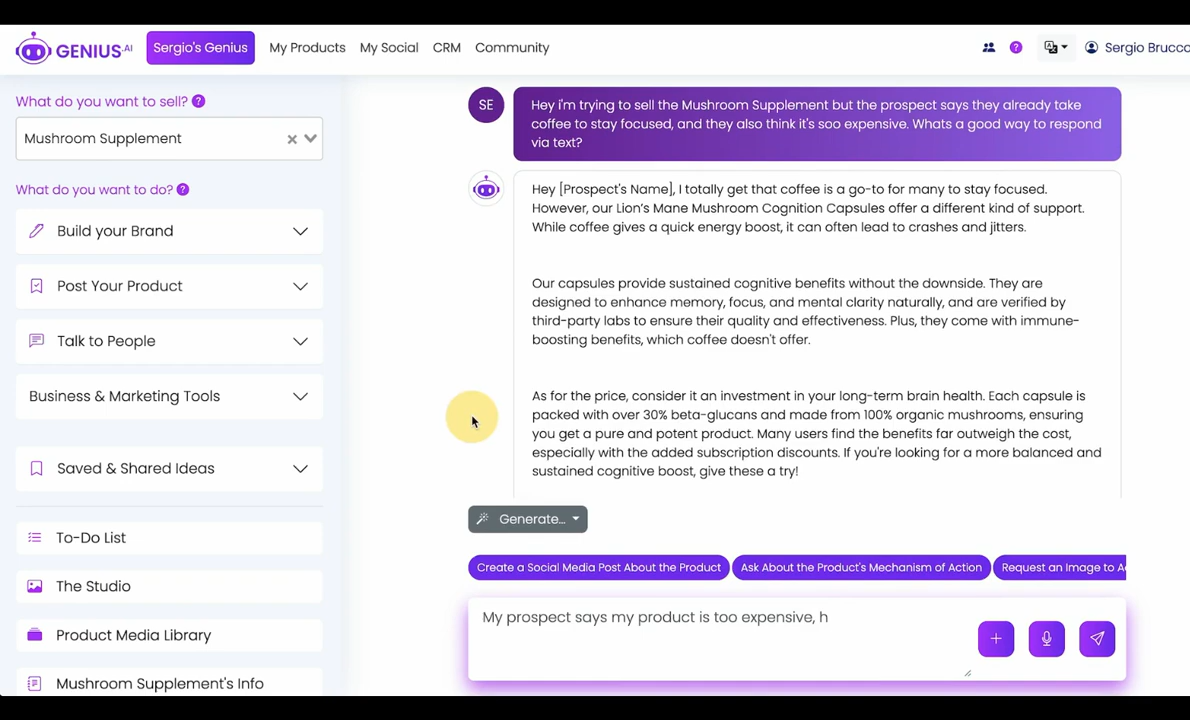 GENIUS.AI
Sergio's Genius
My Products
My Social
CRM
Community
?
Sergio Brucco
What do you want to sell? ?
Mushroom Supplement
What do you want to do? ?
Build your Brand
Post Your Product
Talk to People
Business & Marketing Tools
Saved & Shared Ideas
To-Do List
The Studio
Product Media Library
Mushroom Supplement's Info
SE
Hey i'm trying to sell the Mushroom Supplement but the prospect says they already take
coffee to stay focused, and they also think it's soo expensive. Whats a good way to respond
via text?
Hey [Prospect's Name], I totally get that coffee is a go-to for many to stay focused.
However, our Lion's Mane Mushroom Cognition Capsules offer a different kind of support.
While coffee gives a quick energy boost, it can often lead to crashes and jitters.
Our capsules provide sustained cognitive benefits without the downside. They are
designed to enhance memory, focus, and mental clarity naturally, and are verified by
third-party labs to ensure their quality and effectiveness. Plus, they come with immune-
boosting benefits, which coffee doesn't offer.
As for the price, consider it an investment in your long-term brain health. Each capsule is
packed with over 30% beta-glucans and made from 100% organic mushrooms, ensuring
you get a pure and potent product. Many users find the benefits far outweigh the cost,
especially with the added subscription discounts. If you're looking for a more balanced and
sustained cognitive boost, give these a try!
Generate...
Create a Social Media Post About the Product
Ask About the Product's Mechanism of Action
Request an Image to A
My prospect says my product is too expensive, h